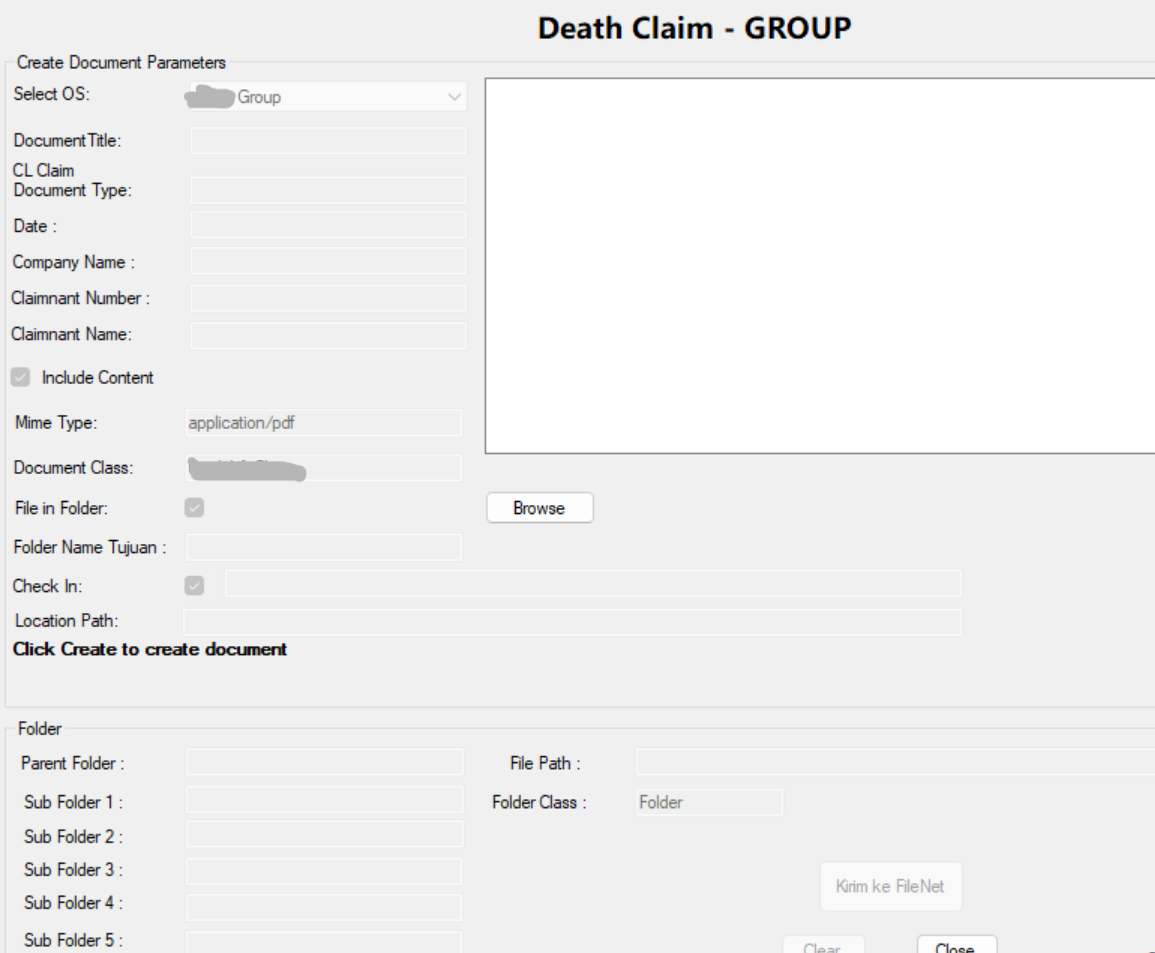 Death Claim - GROUP
Create Document Parameters
Select OS: Group
DocumentTitle:
CL Claim
Document Type:
Date :
Company Name :
Claimnant Number :
Claimnant Name:
Include Content
Mime Type: application/pdf
Document Class:
File in Folder:
Browse
Folder Name Tujuan :
Check In:
Location Path:
Click Create to create document
Folder
Parent Folder : File Path :
Sub Folder 1 : Folder Class : Folder
Sub Folder 2 :
Sub Folder 3 :
Kirim ke FileNet
Sub Folder 4 :
Sub Folder 5 :
Clear Close